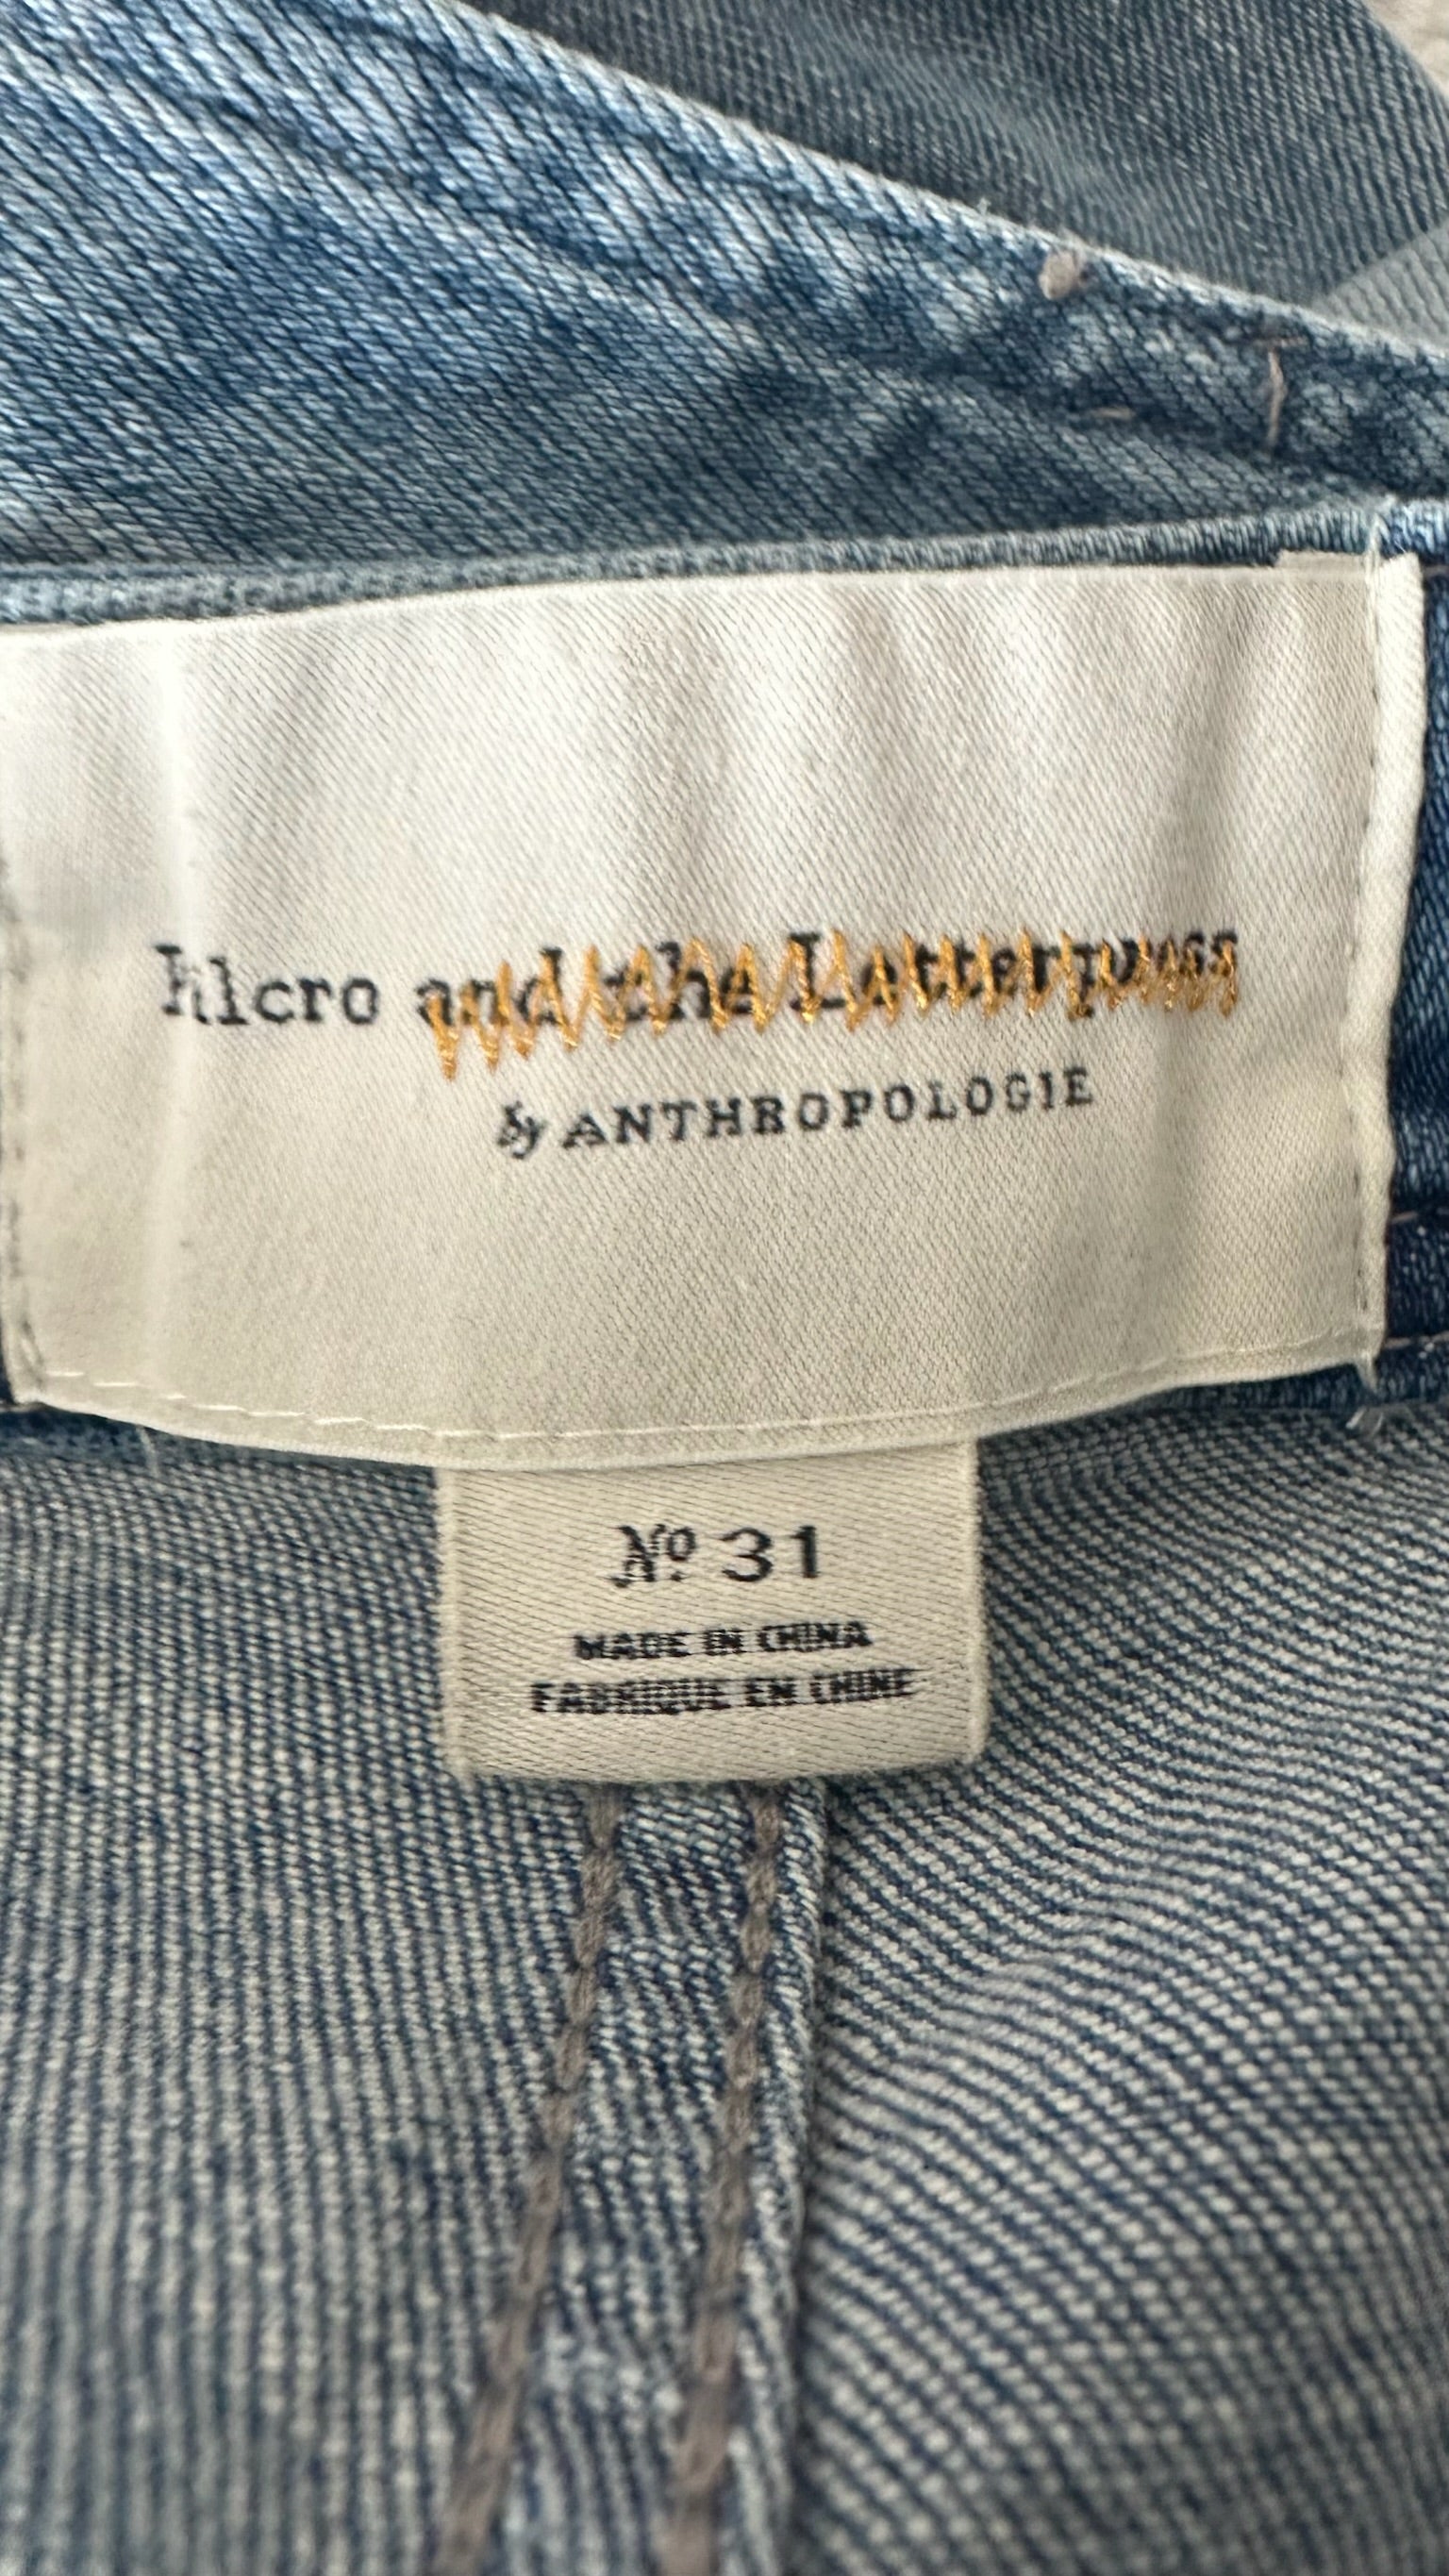 Pilcro and the Letterpress
by ANTHROPOLOGIE
Nº 31
MADE IN CHINA
FABRIQUE EN CHINE